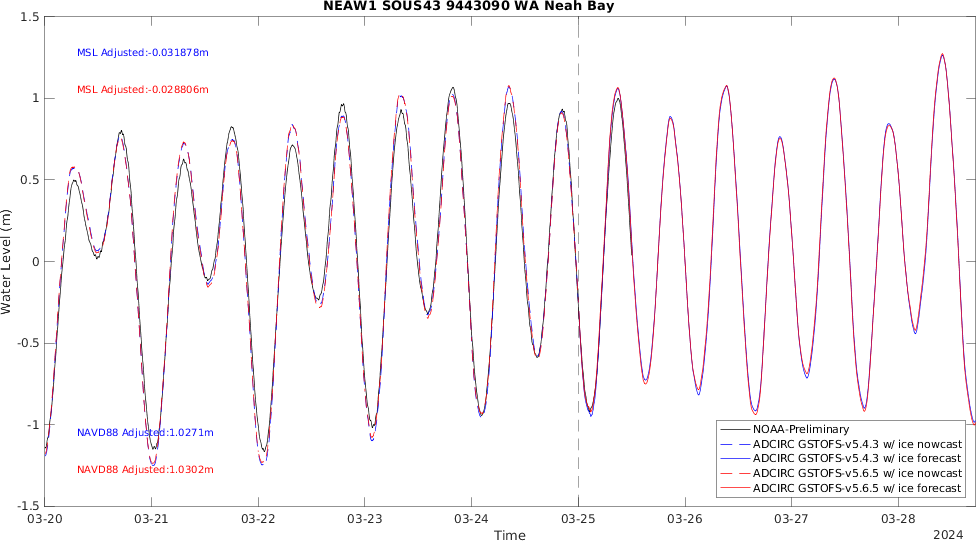 NEAW1 SOUS43 9443090 WA Neah Bay
1.5
1
0.5
0
-0.5
-1
-1.5
Water Level (m)
MSL Adjusted:-0.031878m
MSL Adjusted:-0.028806m
NAVD88 Adjusted:1.0271m
NAVD88 Adjusted:1.0302m
NOAA-Preliminary
ADCIRC GSTOFS-v5.4.3 w/ ice nowcast
ADCIRC GSTOFS-v5.4.3 w/ ice forecast
ADCIRC GSTOFS-v5.6.5 w/ ice nowcast
ADCIRC GSTOFS-v5.6.5 w/ ice forecast
03-20 03-21 03-22 03-23 03-24 03-25 03-26 03-27 03-28
Time
2024